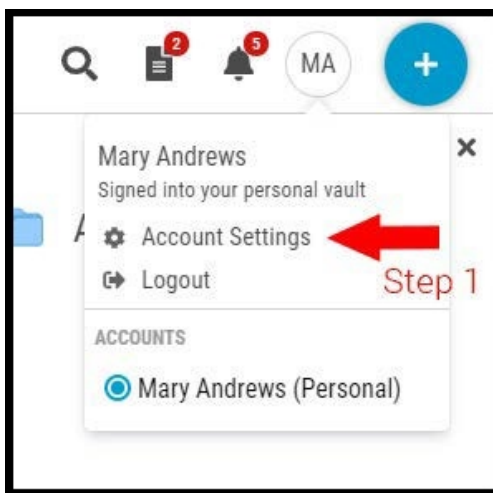 2
5
MA
+
Mary Andrews
Signed into your personal vault
Account Settings
Step 1
Logout
ACCOUNTS
Mary Andrews (Personal)